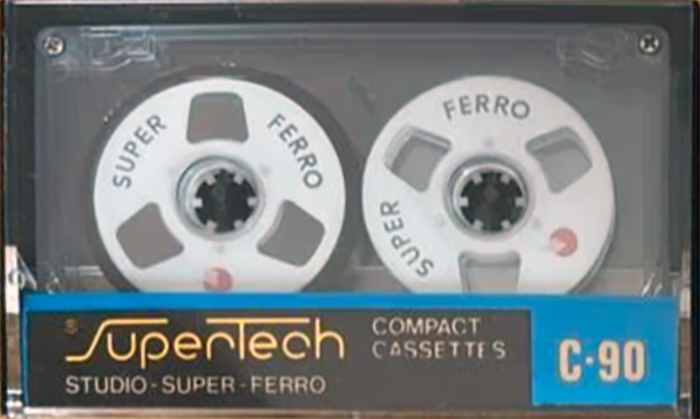 SUPER FERRO
FERRO
SUPER
S
SuperTech
COMPACT
CASSETTES
C·90
STUDIO - SUPER - FERRO